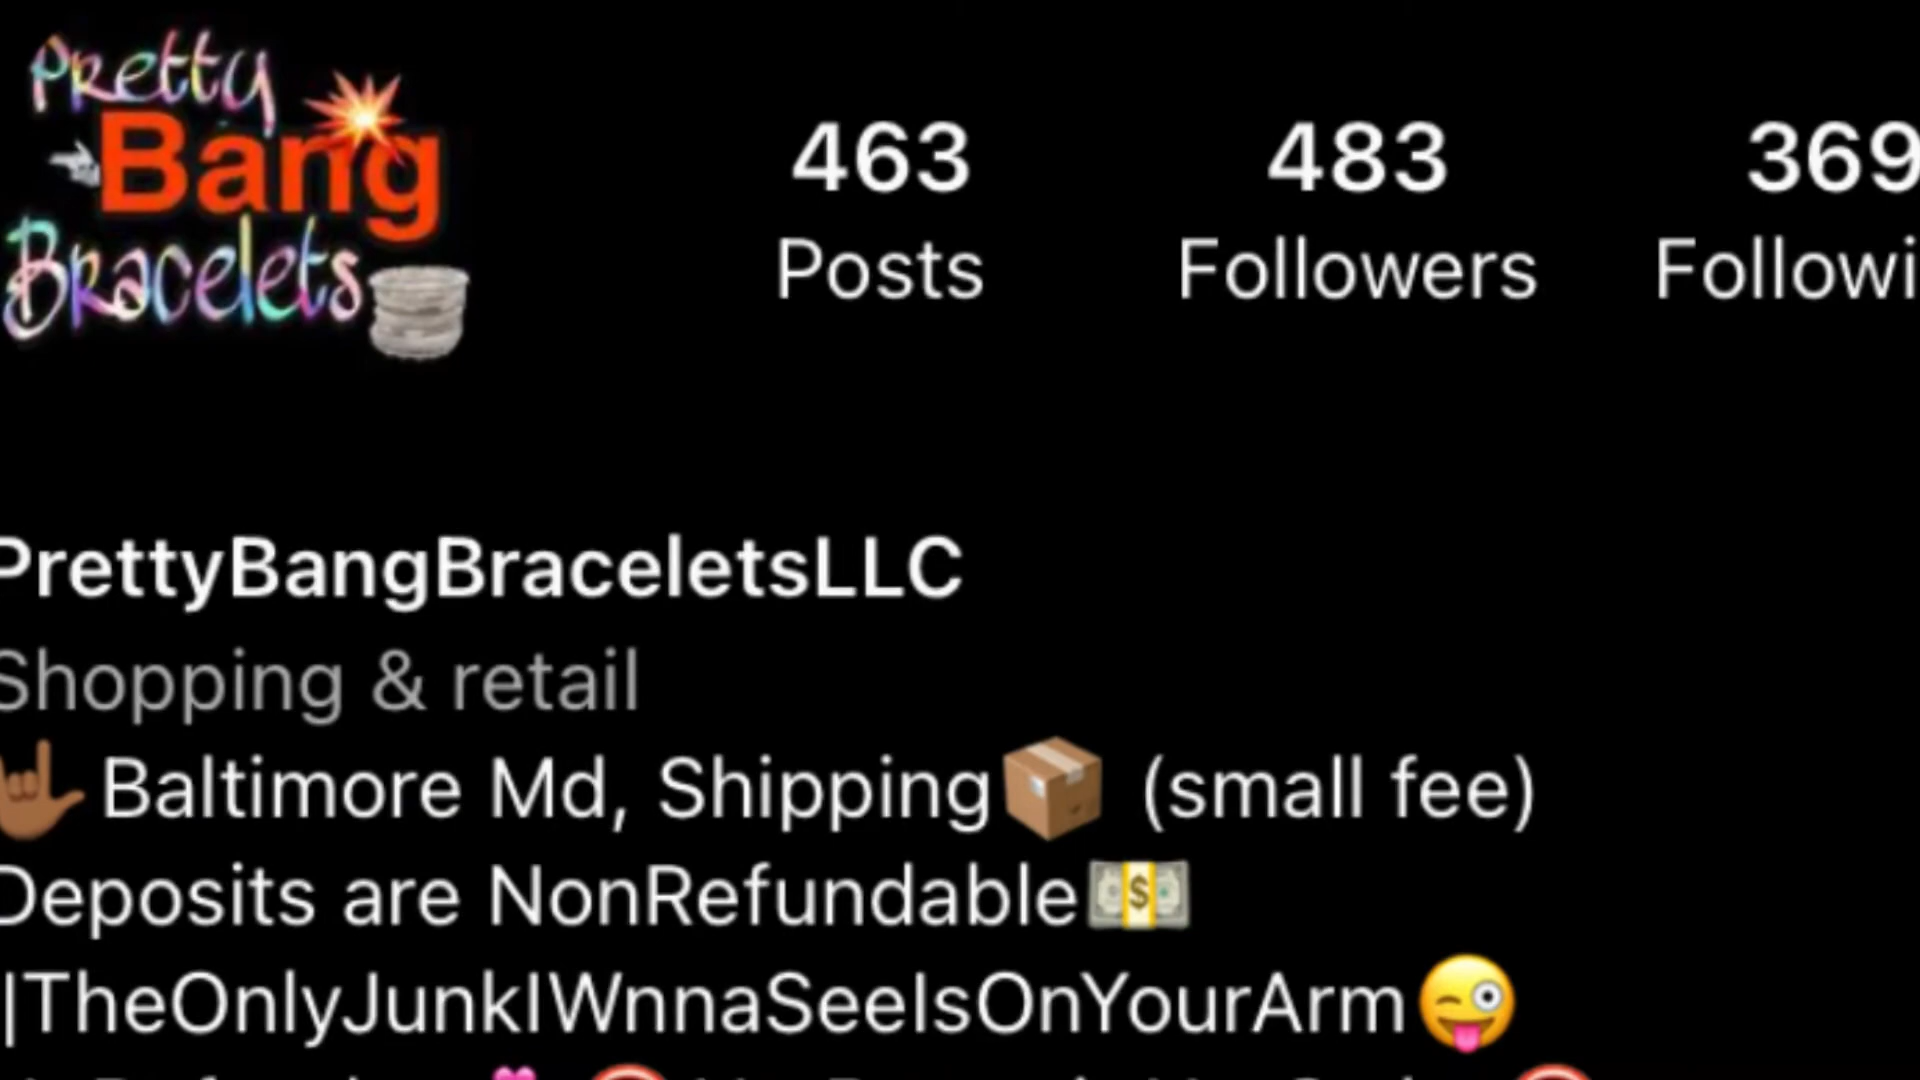 Pretty
Bang
Bracelets
463
Posts
483
Followers
369
Followi
PrettyBangBraceletsLLC
Shopping & retail
🤟🏾 Baltimore Md, Shipping📦 (small fee)
Deposits are NonRefundable💵
|TheOnlyJunkIWnnaSeeIsOnYourArm😜